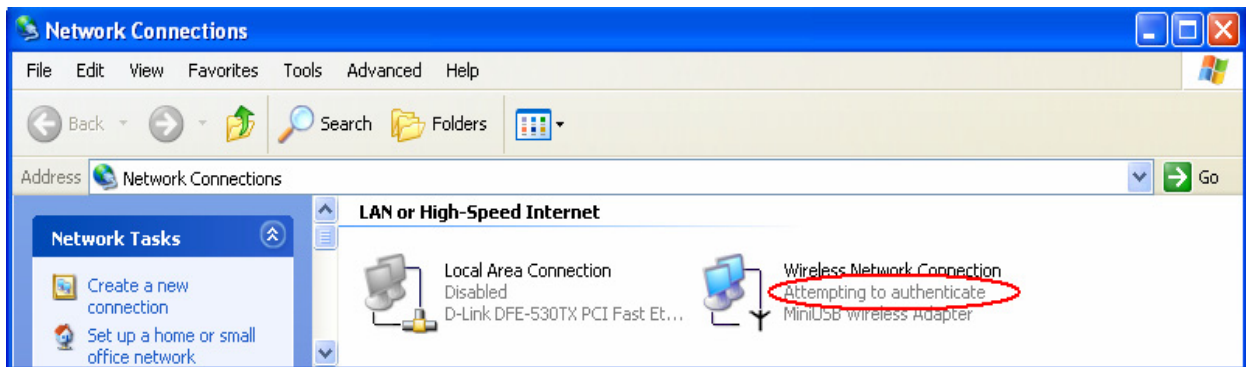 Network Connections
File Edit View Favorites Tools Advanced Help
Back Search Folders
Address Network Connections Go
Network Tasks
Create a new
connection
Set up a home or small
office network
LAN or High-Speed Internet
Local Area Connection
Disabled
D-Link DFE-530TX PCI Fast Et...
Wireless Network Connection
Attempting to authenticate
MiniUSB Wireless Adapter